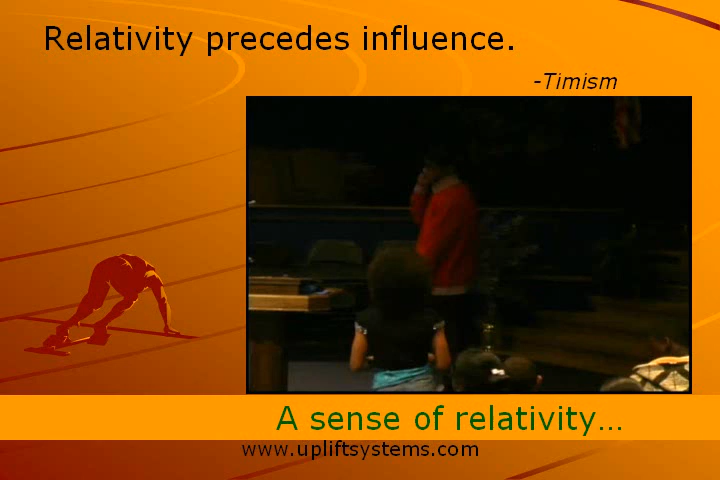 Relativity precedes influence.
-Timism
A sense of relativity...
www.upliftsystems.com